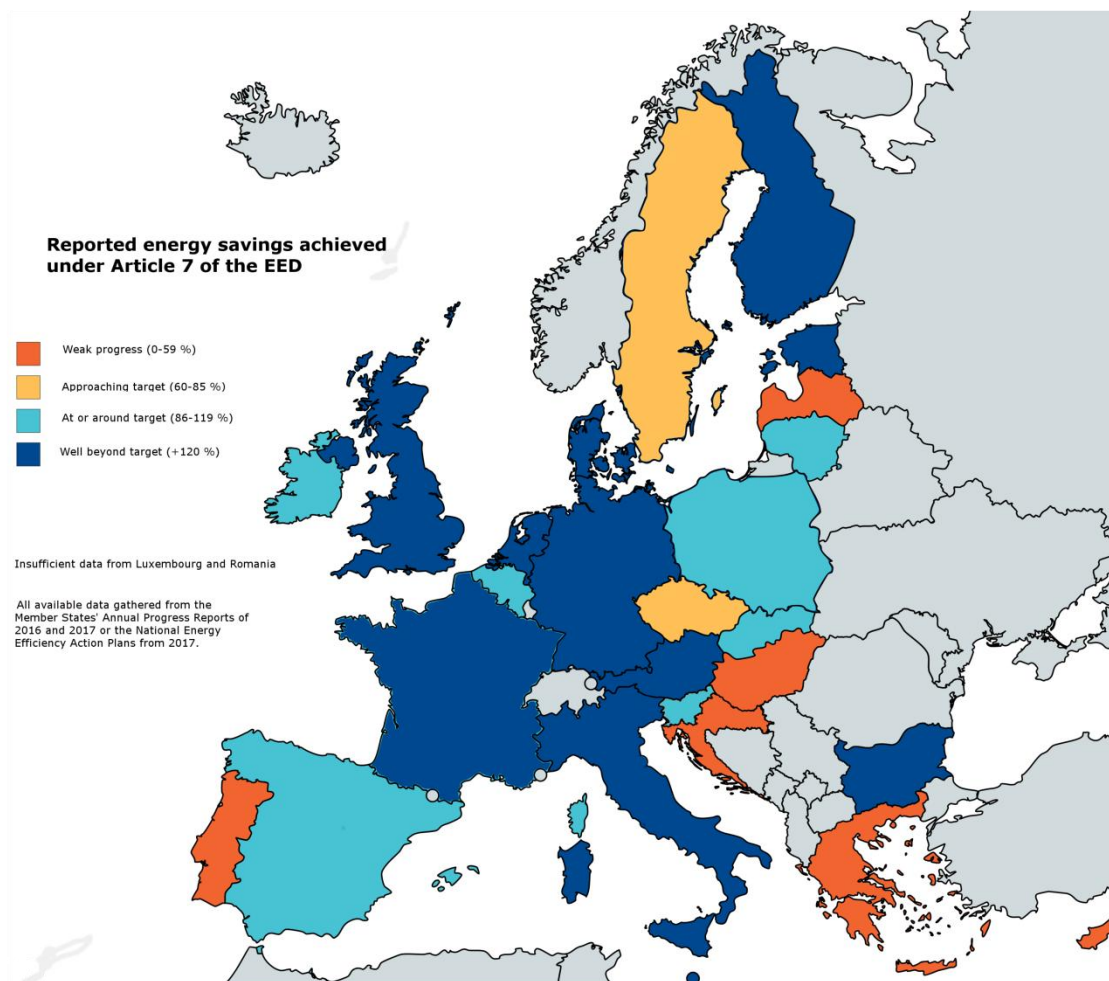 Reported energy savings achieved
under Article 7 of the EED
Weak progress (0-59 %)
Approaching target (60-85 %)
At or around target (86-119 %)
Well beyond target (+120 %)
Insufficient data from Luxembourg and Romania
All available data gathered from the
Member States' Annual Progress Reports of
2016 and 2017 or the National Energy
Efficiency Action Plans from 2017.